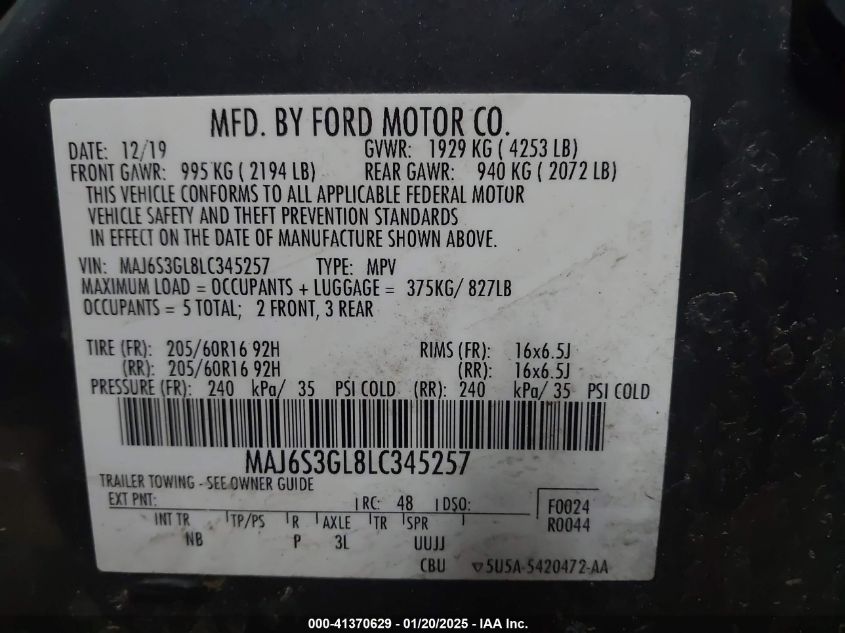 MFD. BY FORD MOTOR CO.
DATE: 12/19 GVWR: 1929 KG ( 4253 LB)
FRONT GAWR: 995 KG ( 2194 LB) REAR GAWR: 940 KG ( 2072 LB)
THIS VEHICLE CONFORMS TO ALL APPLICABLE FEDERAL MOTOR
VEHICLE SAFETY AND THEFT PREVENTION STANDARDS
IN EFFECT ON THE DATE OF MANUFACTURE SHOWN ABOVE.
VIN: MAJ6S3GL8LC345257 TYPE: MPV
MAXIMUM LOAD = OCCUPANTS + LUGGAGE = 375KG/ 827LB
OCCUPANTS = 5 TOTAL; 2 FRONT, 3 REAR
TIRE (FR): 205/60R16 92H RIMS (FR): 16x6.5J
(RR): 205/60R16 92H (RR): 16x6.5J
PRESSURE (FR): 240 kPa/ 35 PSI COLD (RR): 240 kPa/ 35 PSI COLD
MAJ6S3GL8LC345257
TRAILER TOWING - SEE OWNER GUIDE
EXT PNT: RC: 48 DSO: F0024
INT TR TP/PS R AXLE TR SPR R0044
NB P 3L UUJJ
CBU 5U5A-5420472-AA
000-41370629 - 01/20/2025 - IAA Inc.